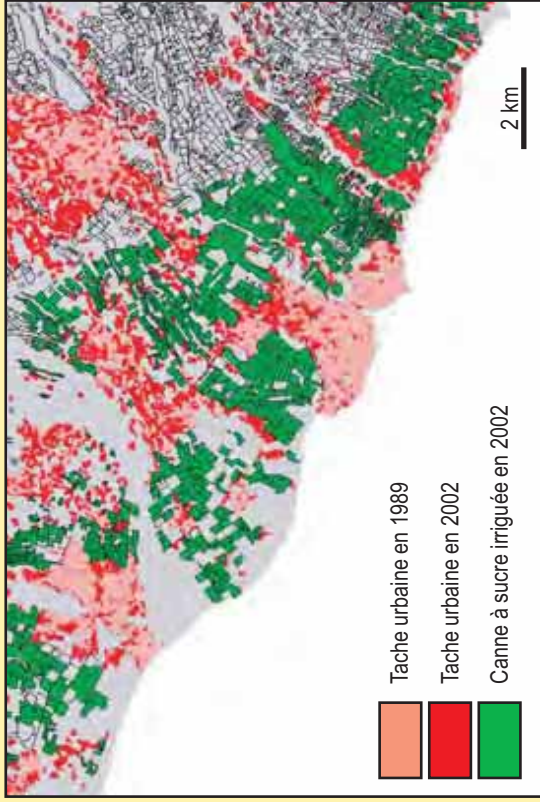 2 km
Tache urbaine en 1989
Tache urbaine en 2002
Canne à sucre irriguée en 2002